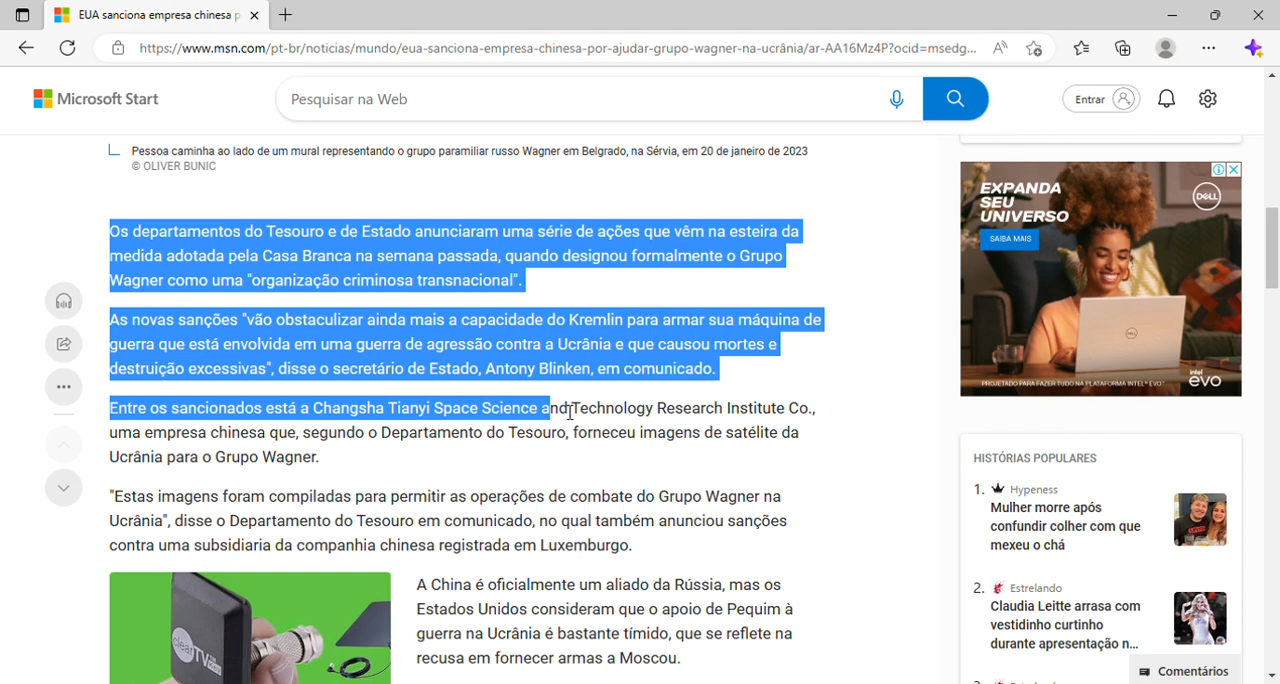 EUA sanciona empresa chinesa p
https://www.msn.com/pt-br/noticias/mundo/eua-sanciona-empresa-chinesa-por-ajudar-grupo-wagner-na-ucrânia/ar-AA16Mz4P?ocid=msedg...
Microsoft Start
Pesquisar na Web
Entrar
Pessoa caminha ao lado de um mural representando o grupo paramiliar russo Wagner em Belgrado, na Sérvia, em 20 de janeiro de 2023
© OLIVER BUNIC
Os departamentos do Tesouro e de Estado anunciaram uma série de ações que vêm na esteira da
medida adotada pela Casa Branca na semana passada, quando designou formalmente o Grupo
Wagner como uma "organização criminosa transnacional".
As novas sanções "vão obstaculizar ainda mais a capacidade do Kremlin para armar sua máquina de
guerra que está envolvida em uma guerra de agressão contra a Ucrânia e que causou mortes e
destruição excessivas", disse o secretário de Estado, Antony Blinken, em comunicado.
Entre os sancionados está a Changsha Tianyi Space Science and Technology Research Institute Co.,
uma empresa chinesa que, segundo o Departamento do Tesouro, forneceu imagens de satélite da
Ucrânia para o Grupo Wagner.
"Estas imagens foram compiladas para permitir as operações de combate do Grupo Wagner na
Ucrânia", disse o Departamento do Tesouro em comunicado, no qual também anunciou sanções
contra uma subsidiaria da companhia chinesa registrada em Luxemburgo.
clearTV
A China é oficialmente um aliado da Rússia, mas os
Estados Unidos consideram que o apoio de Pequim à
guerra na Ucrânia é bastante tímido, que se reflete na
recusa em fornecer armas a Moscou.
EXPANDA
SEU
UNIVERSO
SAIBA MAIS
DELL
PROJETADO PARA FAZER TUDO NA PLATAFORMA INTEL® EVO™
intel
evo
HISTÓRIAS POPULARES
1. Hypeness
Mulher morre após
confundir colher com que
mexeu o chá
2. Estrelando
Claudia Leitte arrasa com
vestidinho curtinho
durante apresentação n...
Comentários